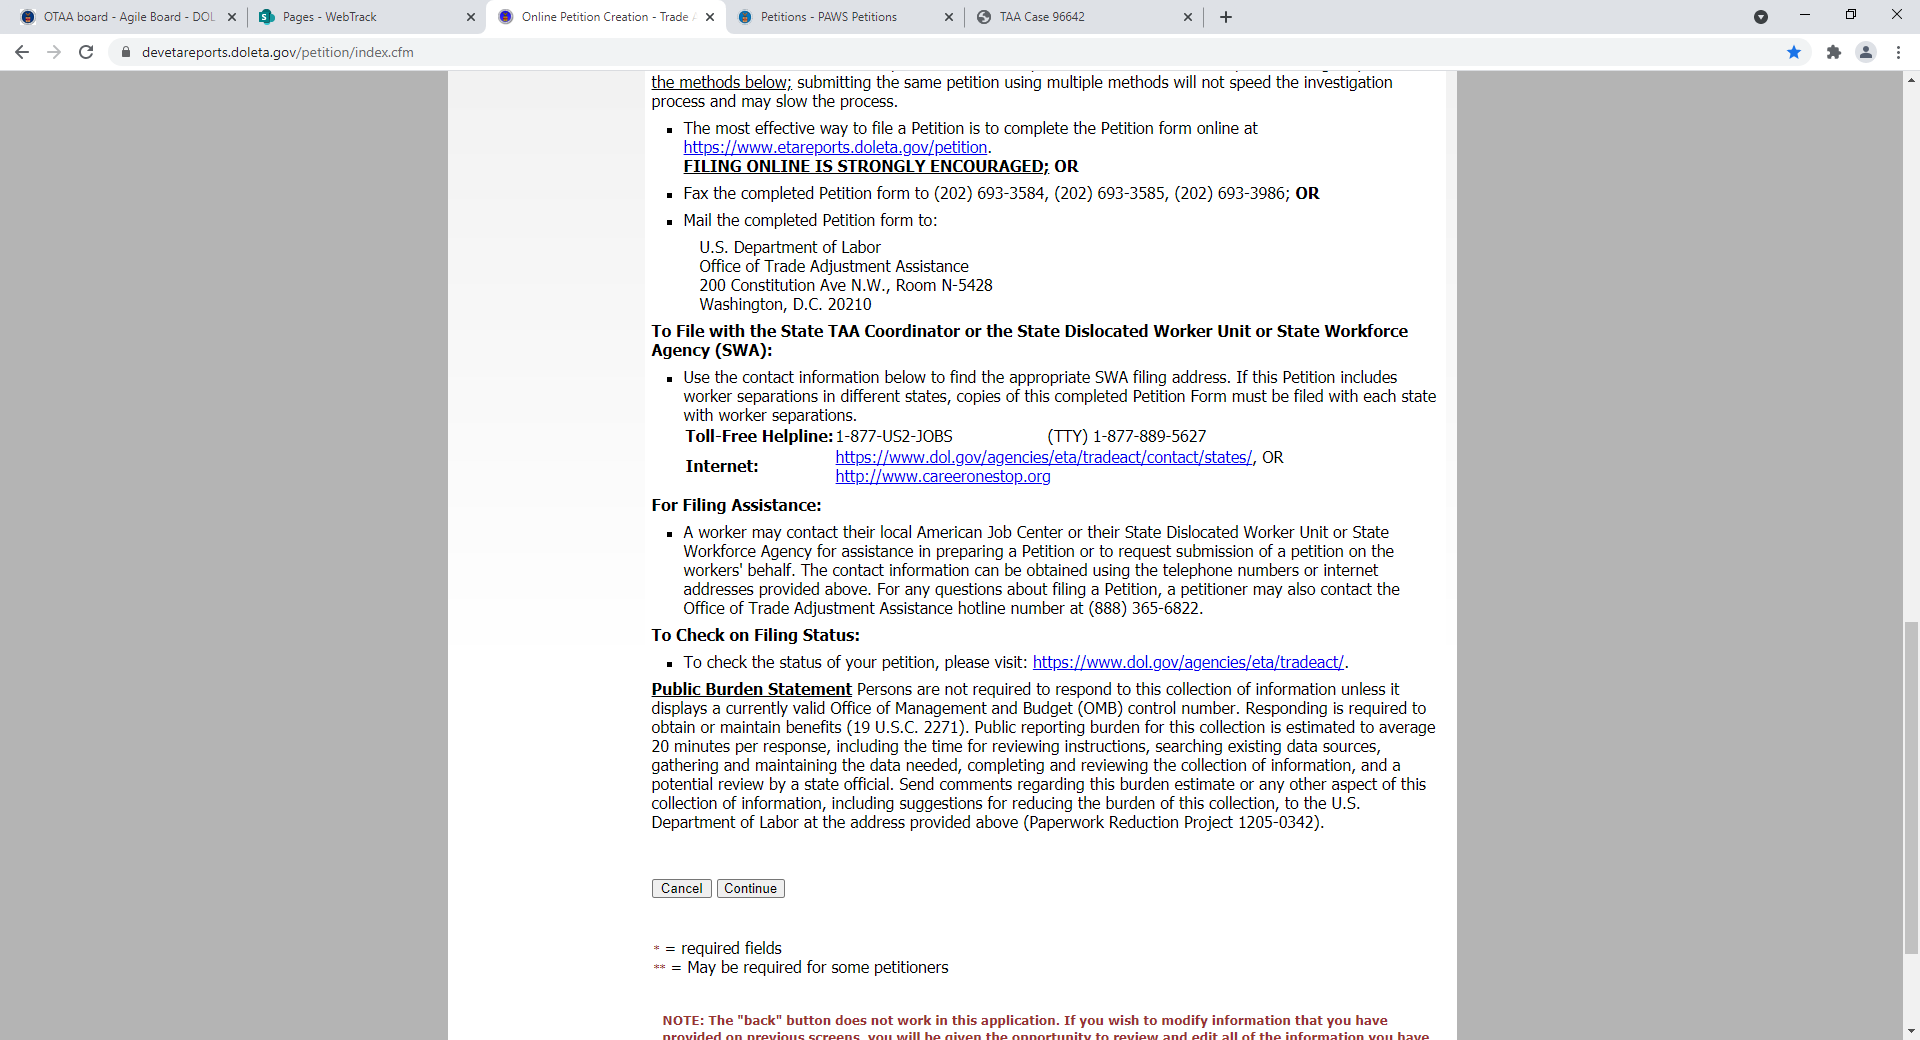 OTAA board - Agile Board - DOL
Pages - WebTrack
Online Petition Creation - Trade A
Petitions - PAWS Petitions
TAA Case 96642
devetareports.doleta.gov/petition/index.cfm
the methods below; submitting the same petition using multiple methods will not speed the investigation
process and may slow the process.
The most effective way to file a Petition is to complete the Petition form online at
https://www.etareports.doleta.gov/petition.
FILING ONLINE IS STRONGLY ENCOURAGED; OR
Fax the completed Petition form to (202) 693-3584, (202) 693-3585, (202) 693-3986; OR
Mail the completed Petition form to:
U.S. Department of Labor
Office of Trade Adjustment Assistance
200 Constitution Ave N.W., Room N-5428
Washington, D.C. 20210
To File with the State TAA Coordinator or the State Dislocated Worker Unit or State Workforce
Agency (SWA):
Use the contact information below to find the appropriate SWA filing address. If this Petition includes
worker separations in different states, copies of this completed Petition Form must be filed with each state
with worker separations.
Toll-Free Helpline: 1-877-US2-JOBS (TTY) 1-877-889-5627
Internet: https://www.dol.gov/agencies/eta/tradeact/contact/states/, OR
http://www.careeronestop.org
For Filing Assistance:
A worker may contact their local American Job Center or their State Dislocated Worker Unit or State
Workforce Agency for assistance in preparing a Petition or to request submission of a petition on the
workers' behalf. The contact information can be obtained using the telephone numbers or internet
addresses provided above. For any questions about filing a Petition, a petitioner may also contact the
Office of Trade Adjustment Assistance hotline number at (888) 365-6822.
To Check on Filing Status:
To check the status of your petition, please visit: https://www.dol.gov/agencies/eta/tradeact/.
Public Burden Statement Persons are not required to respond to this collection of information unless it
displays a currently valid Office of Management and Budget (OMB) control number. Responding is required to
obtain or maintain benefits (19 U.S.C. 2271). Public reporting burden for this collection is estimated to average
20 minutes per response, including the time for reviewing instructions, searching existing data sources,
gathering and maintaining the data needed, completing and reviewing the collection of information, and a
potential review by a state official. Send comments regarding this burden estimate or any other aspect of this
collection of information, including suggestions for reducing the burden of this collection, to the U.S.
Department of Labor at the address provided above (Paperwork Reduction Project 1205-0342).
Cancel Continue
* = required fields
** = May be required for some petitioners
NOTE: The "back" button does not work in this application. If you wish to modify information that you have
provided on previous screens, you will be given the opportunity to review and edit all of the information you have